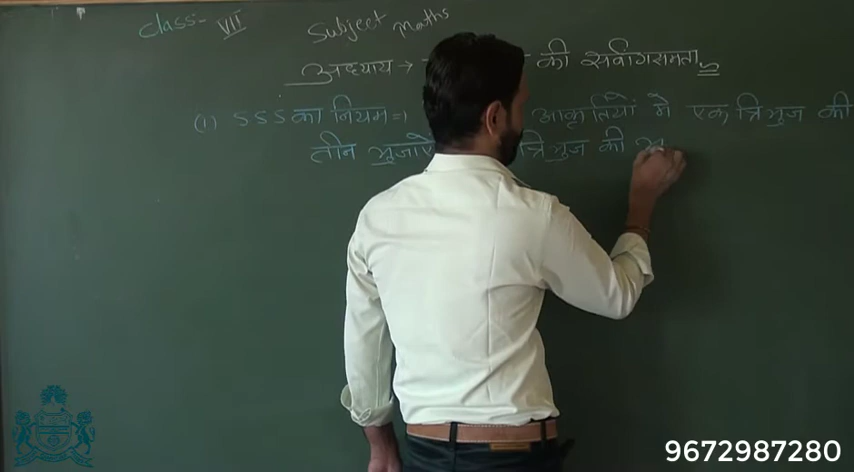 class- VII Subject maths
अध्याय → की सर्वांगसमता
(1) SSS का नियम = आकृतियों मे एक त्रिभुज की
तीन भुजाऐ त्रिभुज की
9672987280